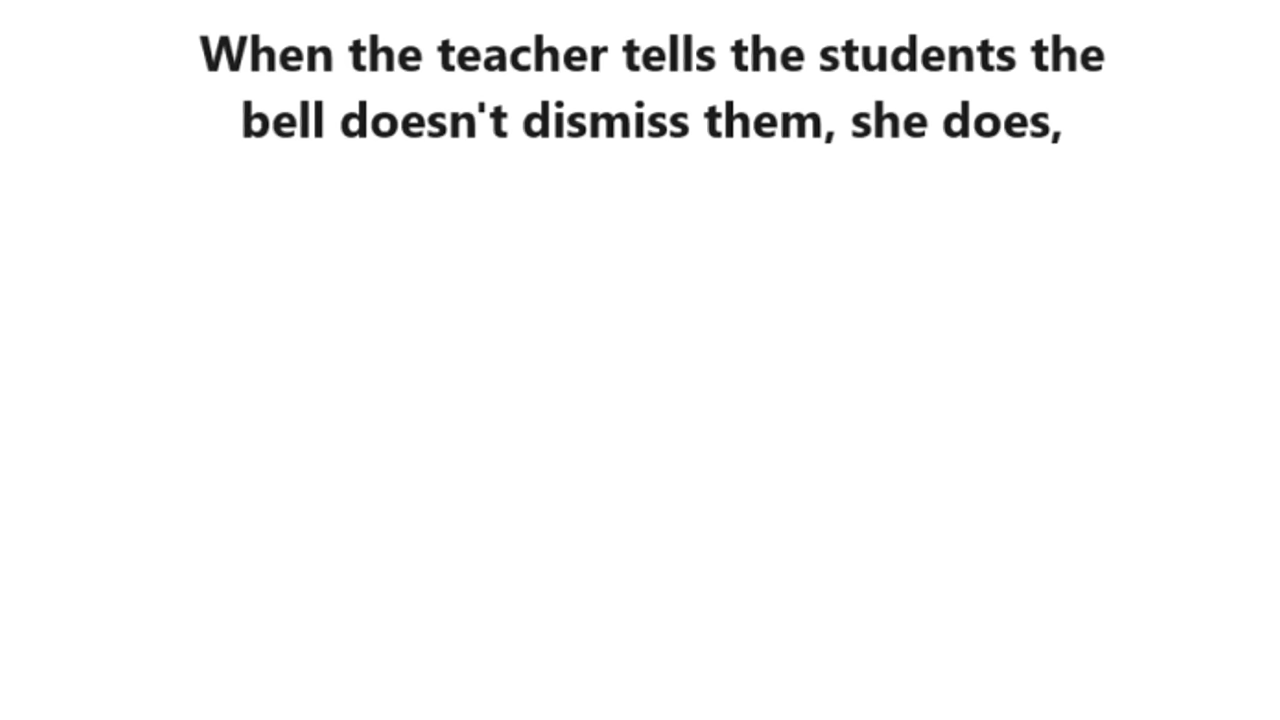 When the teacher tells the students the
bell doesn't dismiss them, she does,